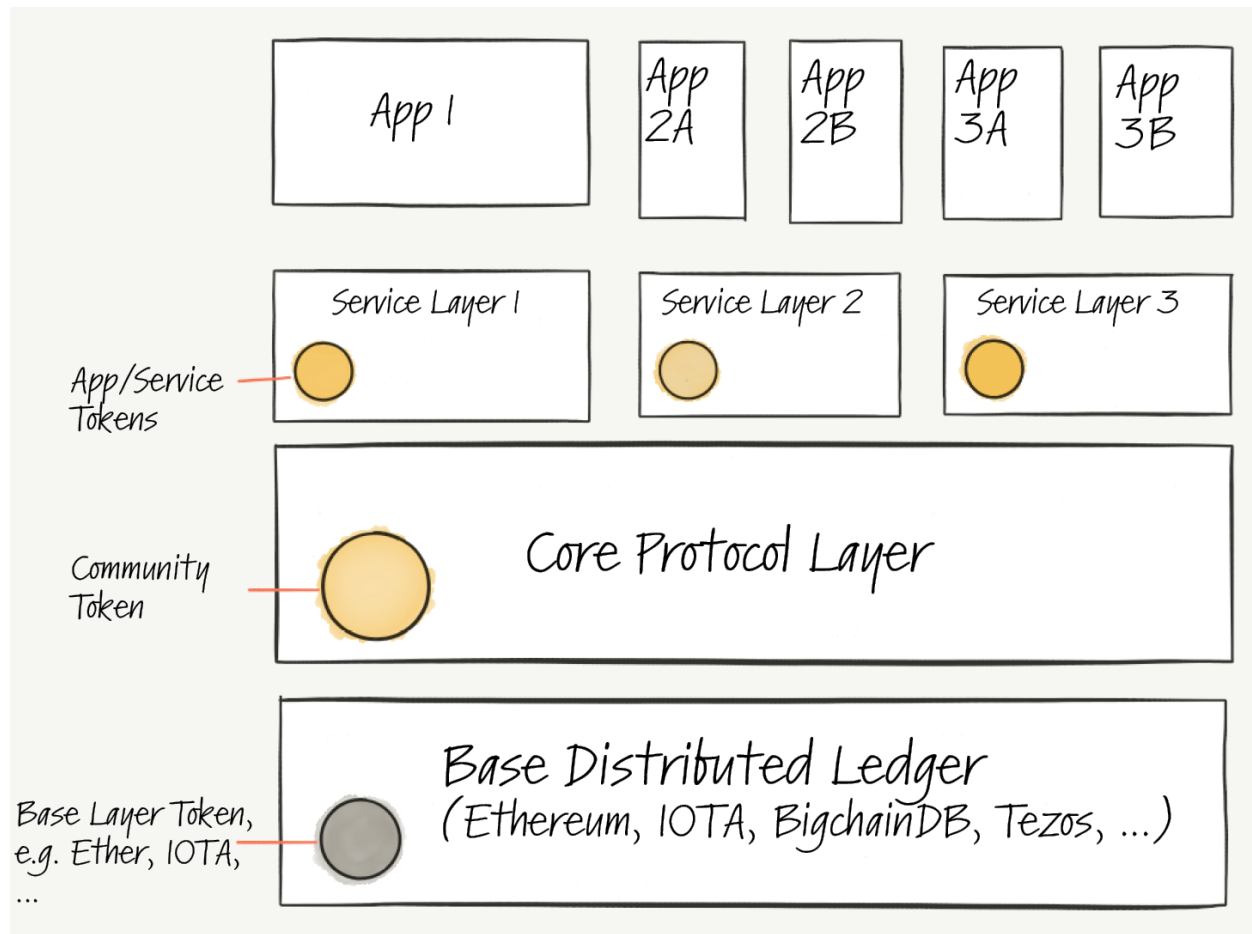 App 1
App
2A
App
2B
App
3A
App
3B
Service Layer 1
Service Layer 2
Service Layer 3
App/Service
Tokens
Core Protocol Layer
Community
Token
Base Distributed Ledger
(Ethereum, IOTA, BigchainDB, Tezos, ...)
Base Layer Token,
e.g. Ether, IOTA,
...